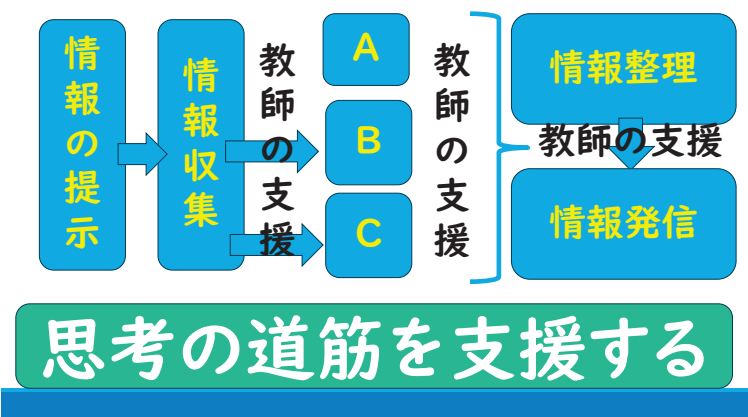 情報の提示
情報収集
教師の支援
A
B
C
教師の支援
情報整理
教師の支援
情報発信
思考の道筋を支援する